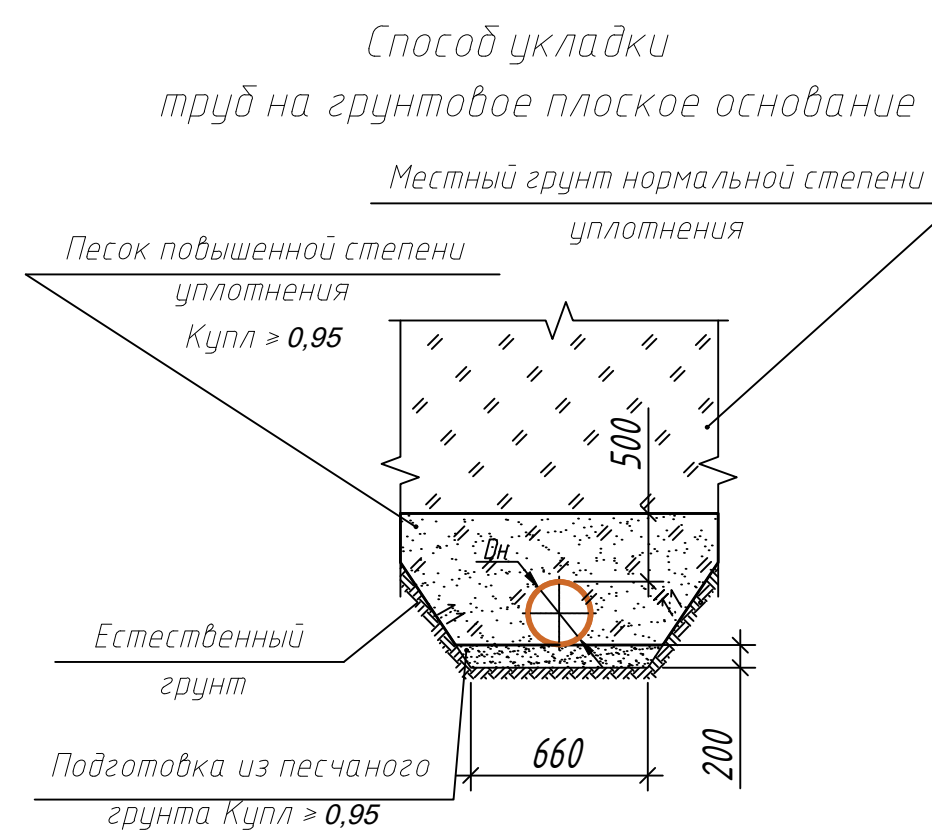 Способ укладки
труб на грунтовое плоское основание
Местный грунт нормальной степени
уплотнения
Песок повышенной степени
уплотнения
Купл ≥ 0,95
500
Dн
1:1
1:1
Естественный
грунт
660
200
Подготовка из песчаного
грунта Купл ≥ 0,95